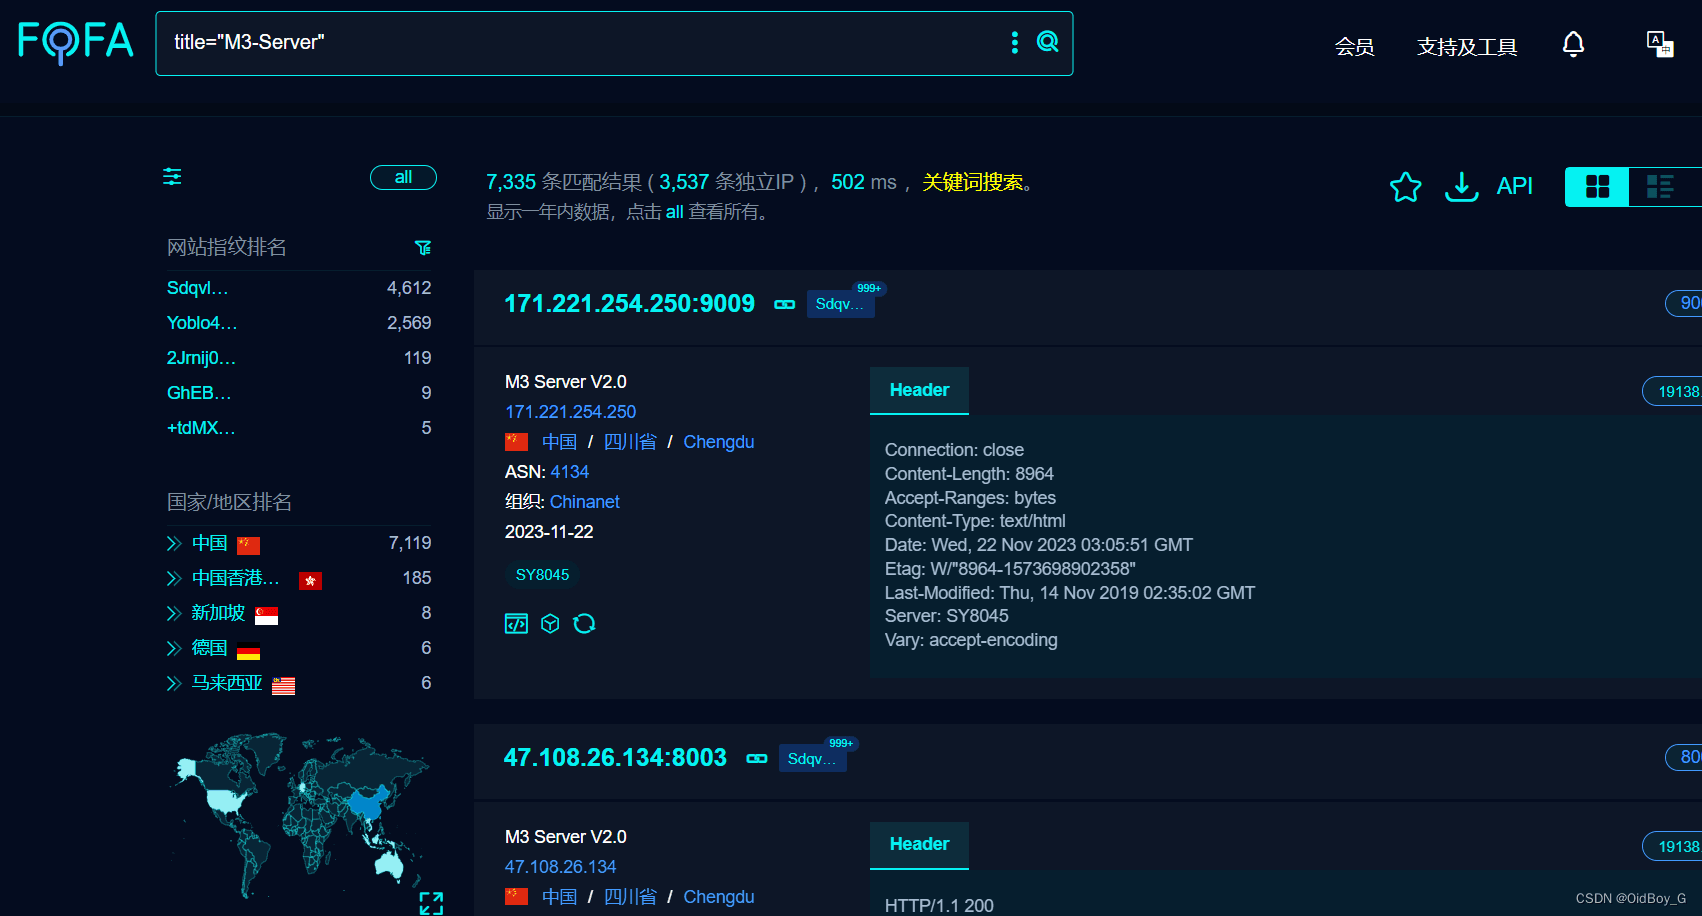 FOFA
title="M3-Server"
会员
支持及工具
all
7,335 条匹配结果 ( 3,537 条独立IP ) ，502 ms ，关键词搜索。
显示一年内数据，点击 all 查看所有。
API
网站指纹排名
Sdqvl… 4,612
Yoblo4… 2,569
2Jrnij0… 119
GhEB… 9
+tdMX… 5
国家/地区排名
中国 7,119
中国香港… 185
新加坡 8
德国 6
马来西亚 6
171.221.254.250:9009
Sdqv…
999+
M3 Server V2.0
171.221.254.250
中国 / 四川省 / Chengdu
ASN: 4134
组织: Chinanet
2023-11-22
SY8045
Header
19138
Connection: close
Content-Length: 8964
Accept-Ranges: bytes
Content-Type: text/html
Date: Wed, 22 Nov 2023 03:05:51 GMT
Etag: W/"8964-1573698902358"
Last-Modified: Thu, 14 Nov 2019 02:35:02 GMT
Server: SY8045
Vary: accept-encoding
47.108.26.134:8003
Sdqv…
999+
M3 Server V2.0
47.108.26.134
中国 / 四川省 / Chengdu
Header
19138
HTTP/1.1 200
CSDN @OidBoy_G